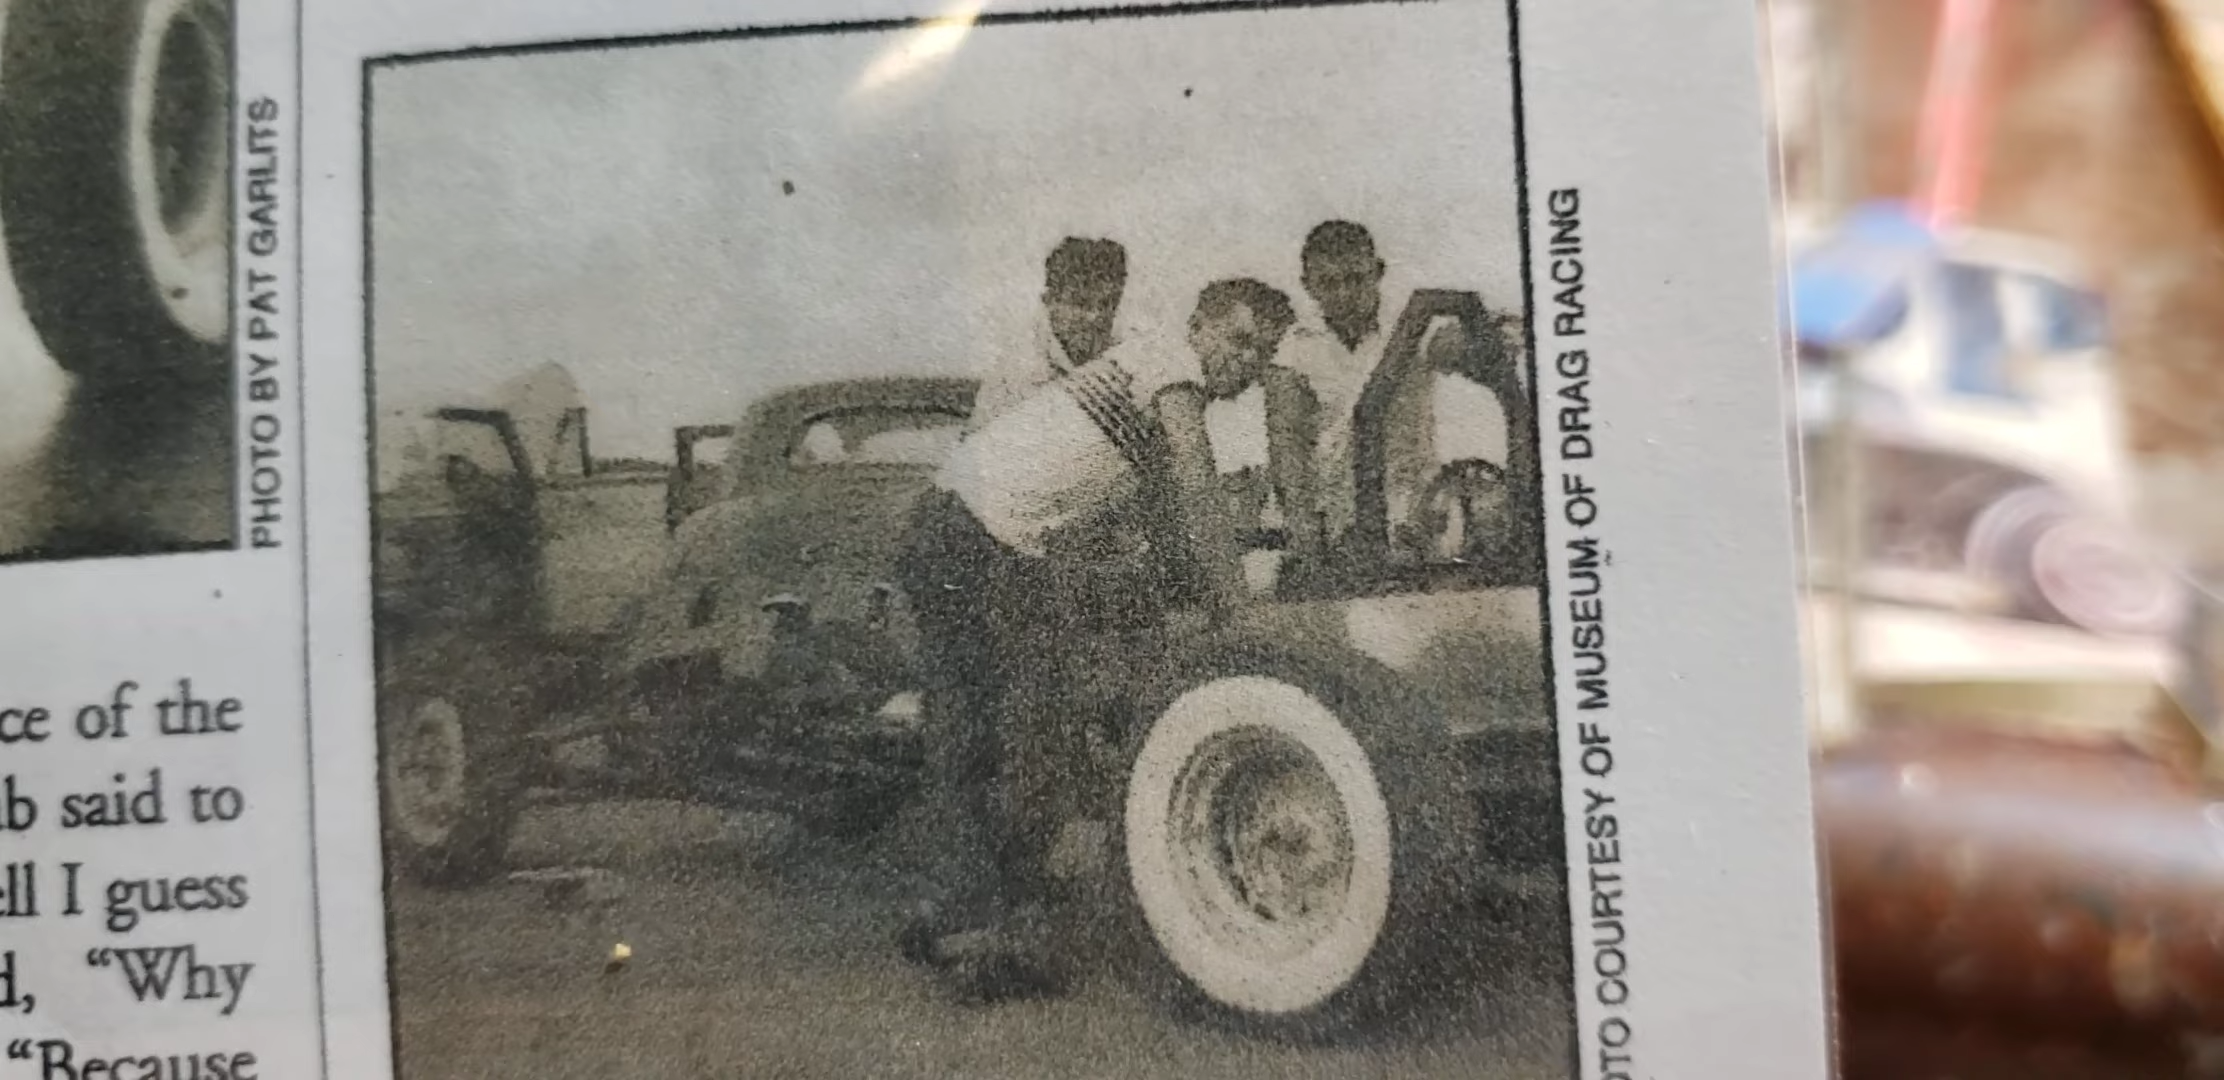 PHOTO BY PAT GARLITS
ce of the
b said to
ell I guess
d, “Why
“Because
OTO COURTESY OF MUSEUM OF DRAG RACING